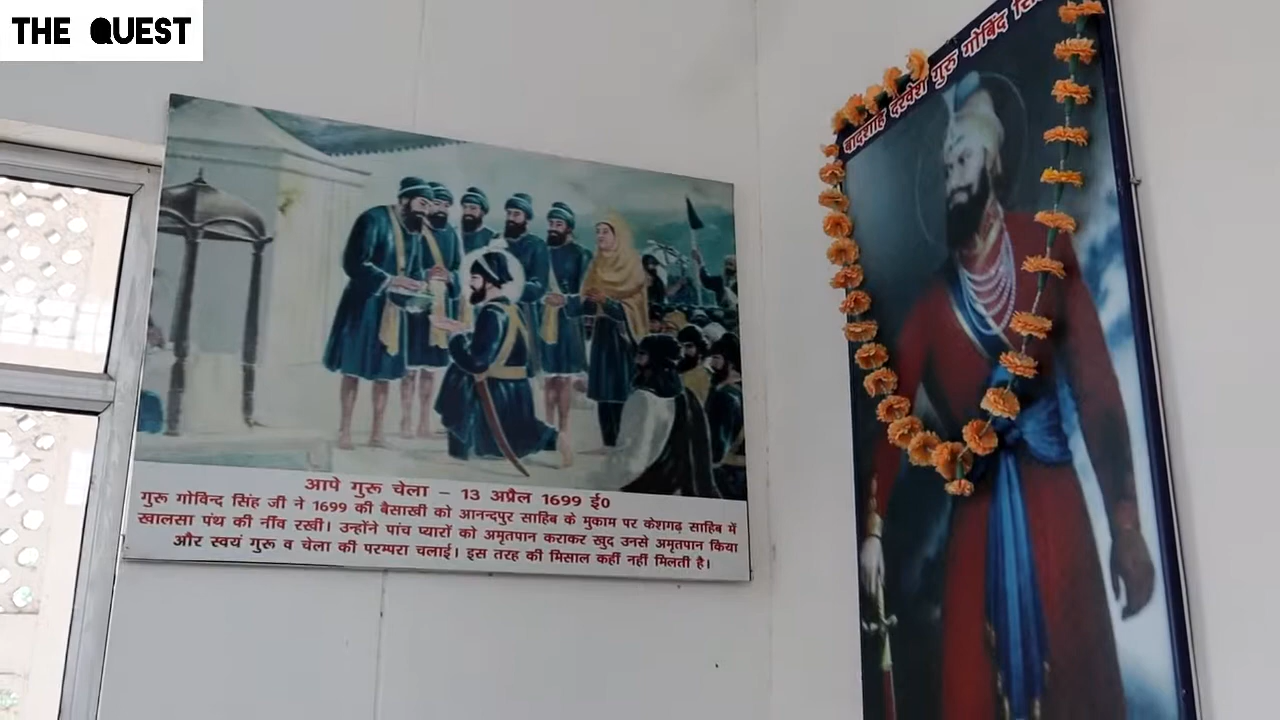 THE QUEST
बादशाह दरवेश गुरु गोबिंद
आपे गुरू चेला – 13 अप्रैल 1699 ई0
गुरू गोविन्द सिंह जी ने 1699 की बैसाखी को आनन्दपुर साहिब के मुकाम पर केशगढ़ साहिब में
खालसा पंथ की नींव रखी। उन्होंने पांच प्यारों को अमृतपान कराकर खुद उनसे अमृतपान किया
और स्वयं गुरू व चेला की परम्परा चलाई। इस तरह की मिसाल कहीं नहीं मिलती है।